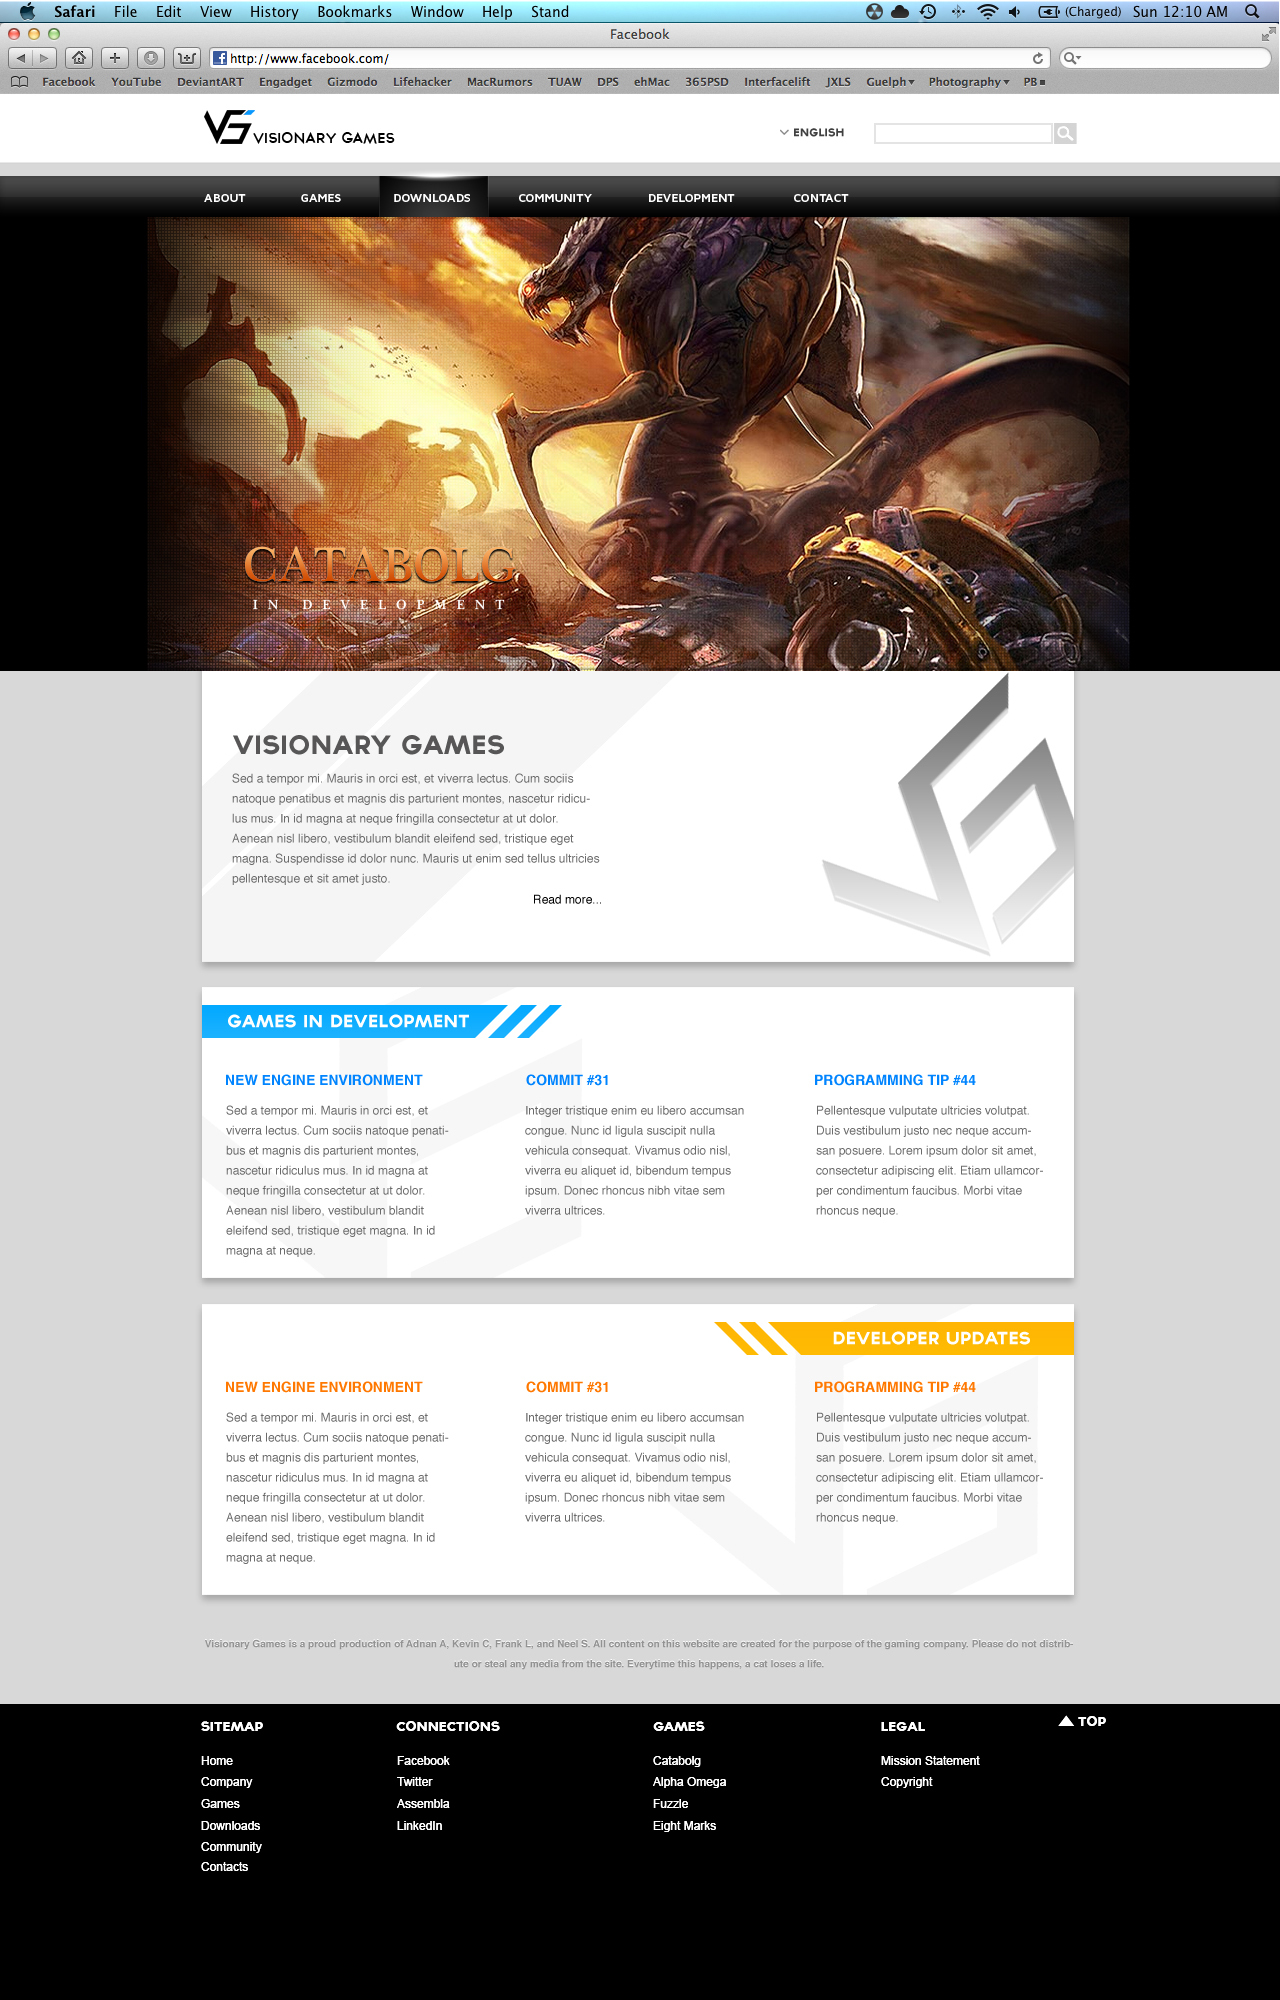 Safari File Edit View History Bookmarks Window Help Stand (Charged) Sun 12:10 AM
Facebook
http://www.facebook.com/
Facebook YouTube DeviantART Engadget Gizmodo Lifehacker MacRumors TUAW DPS ehMac 365PSD Interfacelift JXLS Guelph Photography PB
VISIONARY GAMES
ENGLISH
ABOUT GAMES DOWNLOADS COMMUNITY DEVELOPMENT CONTACT
CATABOLG
IN DEVELOPMENT
VISIONARY GAMES
Sed a tempor mi. Mauris in orci est, et viverra lectus. Cum sociis
natoque penatibus et magnis dis parturient montes, nascetur ridicu-
lus mus. In id magna at neque fringilla consectetur at ut dolor.
Aenean nisl libero, vestibulum blandit eleifend sed, tristique eget
magna. Suspendisse id dolor nunc. Mauris ut enim sed tellus ultricies
pellentesque et sit amet justo.
Read more...
GAMES IN DEVELOPMENT
NEW ENGINE ENVIRONMENT
Sed a tempor mi. Mauris in orci est, et
viverra lectus. Cum sociis natoque penati-
bus et magnis dis parturient montes,
nascetur ridiculus mus. In id magna at
neque fringilla consectetur at ut dolor.
Aenean nisl libero, vestibulum blandit
eleifend sed, tristique eget magna. In id
magna at neque.
COMMIT #31
Integer tristique enim eu libero accumsan
congue. Nunc id ligula suscipit nulla
vehicula consequat. Vivamus odio nisl,
viverra eu aliquet id, bibendum tempus
ipsum. Donec rhoncus nibh vitae sem
viverra ultrices.
PROGRAMMING TIP #44
Pellentesque vulputate ultricies volutpat.
Duis vestibulum justo nec neque accum-
san posuere. Lorem ipsum dolor sit amet,
consectetur adipiscing elit. Etiam ullamcor-
per condimentum faucibus. Morbi vitae
rhoncus neque.
DEVELOPER UPDATES
NEW ENGINE ENVIRONMENT
Sed a tempor mi. Mauris in orci est, et
viverra lectus. Cum sociis natoque penati-
bus et magnis dis parturient montes,
nascetur ridiculus mus. In id magna at
neque fringilla consectetur at ut dolor.
Aenean nisl libero, vestibulum blandit
eleifend sed, tristique eget magna. In id
magna at neque.
COMMIT #31
Integer tristique enim eu libero accumsan
congue. Nunc id ligula suscipit nulla
vehicula consequat. Vivamus odio nisl,
viverra eu aliquet id, bibendum tempus
ipsum. Donec rhoncus nibh vitae sem
viverra ultrices.
PROGRAMMING TIP #44
Pellentesque vulputate ultricies volutpat.
Duis vestibulum justo nec neque accum-
san posuere. Lorem ipsum dolor sit amet,
consectetur adipiscing elit. Etiam ullamcor-
per condimentum faucibus. Morbi vitae
rhoncus neque.
Visionary Games is a proud production of Adnan A, Kevin C, Frank L, and Neel S. All content on this website are created for the purpose of the gaming company. Please do not distrib-
ute or steal any media from the site. Everytime this happens, a cat loses a life.
SITEMAP
Home
Company
Games
Downloads
Community
Contacts
CONNECTIONS
Facebook
Twitter
Assembla
LinkedIn
GAMES
Catabolg
Alpha Omega
Fuzzle
Eight Marks
LEGAL
Mission Statement
Copyright
TOP